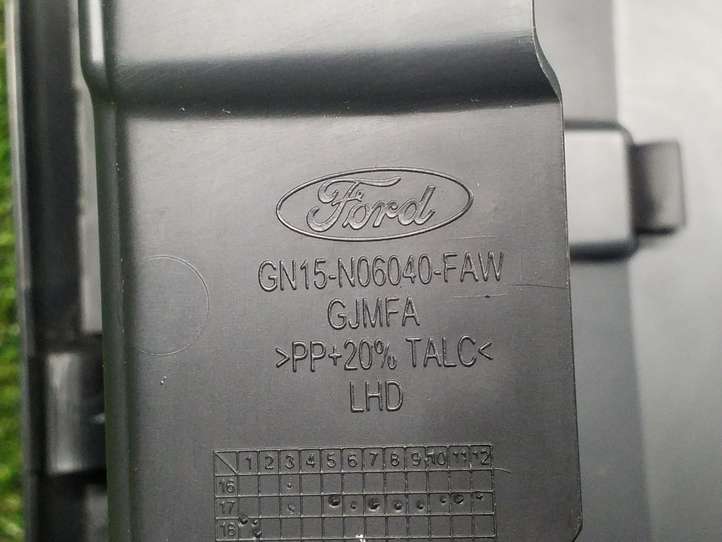 Ford
GN15-N06040-FAW
GJMFA
>PP+20% TALC<
LHD
1 2 3 4 5 6 7 8 9 10 11 12
16
17
18